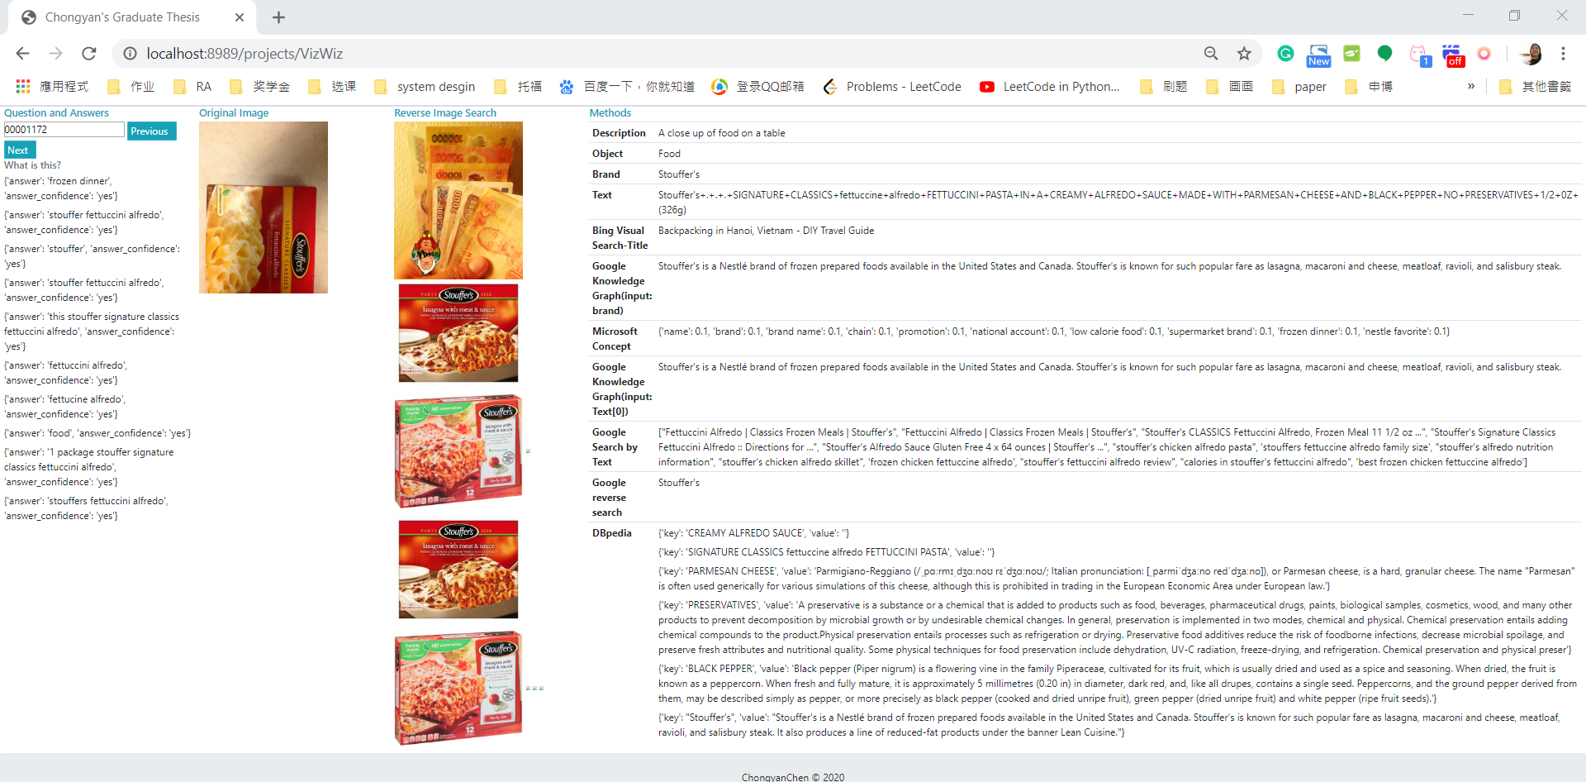 Chongyan's Graduate Thesis
localhost:8989/projects/VizWiz
New
1
off
應用程式
作业
RA
奖学金
选课
system desgin
托福
百度一下，你就知道
登录QQ邮箱
Problems - LeetCode
LeetCode in Python...
刷题
画画
paper
申博
»
其他書籤
Question and Answers
00001172
Previous
Next
What is this?
{'answer': 'frozen dinner',
'answer_confidence': 'yes'}
{'answer': 'stouffer fettuccini alfredo',
'answer_confidence': 'yes'}
{'answer': 'stouffer', 'answer_confidence':
'yes'}
{'answer': 'stouffer fettuccini alfredo',
'answer_confidence': 'yes'}
{'answer': 'this stouffer signature classics
fettuccini alfredo', 'answer_confidence':
'yes'}
{'answer': 'fettuccini alfredo',
'answer_confidence': 'yes'}
{'answer': 'fettucine alfredo',
'answer_confidence': 'yes'}
{'answer': 'food', 'answer_confidence': 'yes'}
{'answer': '1 package stouffer signature
classics fettuccini alfredo',
'answer_confidence': 'yes'}
{'answer': 'stouffers fettuccini alfredo',
'answer_confidence': 'yes'}
Original Image
Stouffer's
SIGNATURE CLASSICS
fettuccini alfredo
Reverse Image Search
PARTY SIZE
Stouffer's
lasagna with meat & sauce
Stouffer's
lasagna with
meat & sauce
12
PARTY SIZE
Stouffer's
lasagna with meat & sauce
Stouffer's
lasagna with
meat & sauce
12
Methods
Description A close up of food on a table
Object Food
Brand Stouffer's
Text Stouffer's+.+.+.+SIGNATURE+CLASSICS+fettuccine+alfredo+FETTUCCINI+PASTA+IN+A+CREAMY+ALFREDO+SAUCE+MADE+WITH+PARMESAN+CHEESE+AND+BLACK+PEPPER+NO+PRESERVATIVES+1/2+OZ+
(326g)
Bing Visual Backpacking in Hanoi, Vietnam - DIY Travel Guide
Search-Title
Google Stouffer's is a Nestlé brand of frozen prepared foods available in the United States and Canada. Stouffer's is known for such popular fare as lasagna, macaroni and cheese, meatloaf, ravioli, and salisbury steak.
Knowledge
Graph(input:
brand)
Microsoft {'name': 0.1, 'brand': 0.1, 'brand name': 0.1, 'chain': 0.1, 'promotion': 0.1, 'national account': 0.1, 'low calorie food': 0.1, 'supermarket brand': 0.1, 'frozen dinner': 0.1, 'nestle favorite': 0.1}
Concept
Google Stouffer's is a Nestlé brand of frozen prepared foods available in the United States and Canada. Stouffer's is known for such popular fare as lasagna, macaroni and cheese, meatloaf, ravioli, and salisbury steak.
Knowledge
Graph(input:
Text[0])
Google ["Fettuccini Alfredo | Classics Frozen Meals | Stouffer's", "Fettuccini Alfredo | Classics Frozen Meals | Stouffer's", "Stouffer's CLASSICS Fettuccini Alfredo, Frozen Meal 11 1/2 oz ...", "Stouffer's Signature Classics
Search by Fettuccini Alfredo :: Directions for ...", "Stouffer's Alfredo Sauce Gluten Free 4 x 64 ounces | Stouffer's ...", "stouffer's chicken alfredo pasta", 'stouffers fettuccine alfredo family size', "stouffer's alfredo nutrition
Text information", "stouffer's chicken alfredo skillet", 'frozen chicken fettuccine alfredo', "stouffer's fettuccini alfredo review", "calories in stouffer's fettuccini alfredo", 'best frozen chicken fettuccine alfredo']
Google Stouffer's
reverse
search
DBpedia {'key': 'CREAMY ALFREDO SAUCE', 'value': ''}
{'key': 'SIGNATURE CLASSICS fettuccine alfredo FETTUCCINI PASTA', 'value': ''}
{'key': 'PARMESAN CHEESE', 'value': 'Parmigiano-Reggiano (/ˌpɑːrmɪˌdʒɑːnoʊ rɛˈdʒɑːnoʊ/; Italian pronunciation: [ˌparmiˈdʒaːno redˈdʒaːno]), or Parmesan cheese, is a hard, granular cheese. The name "Parmesan"
is often used generically for various simulations of this cheese, although this is prohibited in trading in the European Economic Area under European law.'}
{'key': 'PRESERVATIVES', 'value': 'A preservative is a substance or a chemical that is added to products such as food, beverages, pharmaceutical drugs, paints, biological samples, cosmetics, wood, and many other
products to prevent decomposition by microbial growth or by undesirable chemical changes. In general, preservation is implemented in two modes, chemical and physical. Chemical preservation entails adding
chemical compounds to the product.Physical preservation entails processes such as refrigeration or drying. Preservative food additives reduce the risk of foodborne infections, decrease microbial spoilage, and
preserve fresh attributes and nutritional quality. Some physical techniques for food preservation include dehydration, UV-C radiation, freeze-drying, and refrigeration. Chemical preservation and physical preser'}
{'key': 'BLACK PEPPER', 'value': 'Black pepper (Piper nigrum) is a flowering vine in the family Piperaceae, cultivated for its fruit, which is usually dried and used as a spice and seasoning. When dried, the fruit is
known as a peppercorn. When fresh and fully mature, it is approximately 5 millimetres (0.20 in) in diameter, dark red, and, like all drupes, contains a single seed. Peppercorns, and the ground pepper derived from
them, may be described simply as pepper, or more precisely as black pepper (cooked and dried unripe fruit), green pepper (dried unripe fruit) and white pepper (ripe fruit seeds).'}
{'key': "Stouffer's", 'value': "Stouffer's is a Nestlé brand of frozen prepared foods available in the United States and Canada. Stouffer's is known for such popular fare as lasagna, macaroni and cheese, meatloaf,
ravioli, and salisbury steak. It also produces a line of reduced-fat products under the banner Lean Cuisine."}
ChongyanChen © 2020